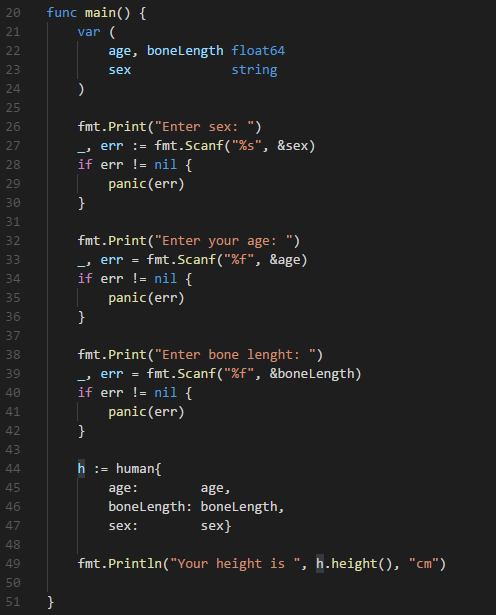 20 func main() {
21     var (
22         age, boneLength float64
23         sex             string
24     )
25
26     fmt.Print("Enter sex: ")
27     _, err := fmt.Scanf("%s", &sex)
28     if err != nil {
29         panic(err)
30     }
31
32     fmt.Print("Enter your age: ")
33     _, err = fmt.Scanf("%f", &age)
34     if err != nil {
35         panic(err)
36     }
37
38     fmt.Print("Enter bone lenght: ")
39     _, err = fmt.Scanf("%f", &boneLength)
40     if err != nil {
41         panic(err)
42     }
43
44     h := human{
45         age:        age,
46         boneLength: boneLength,
47         sex:        sex}
48
49     fmt.Println("Your height is ", h.height(), "cm")
50
51 }